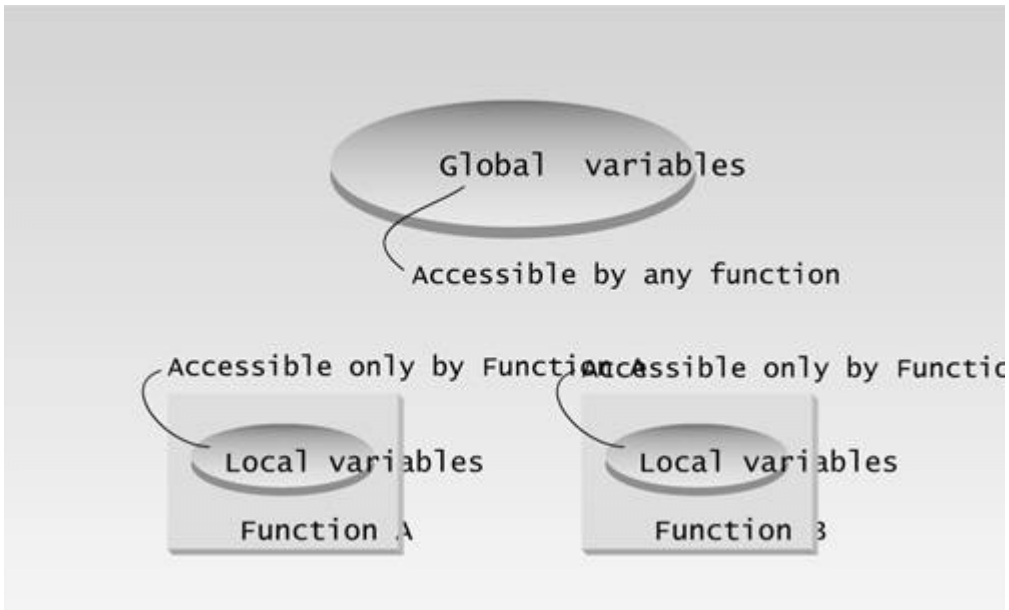 Global variables
Accessible by any function
Accessible only by Function A
Accessible only by Functio
Local variables
Local variables
Function A
Function B